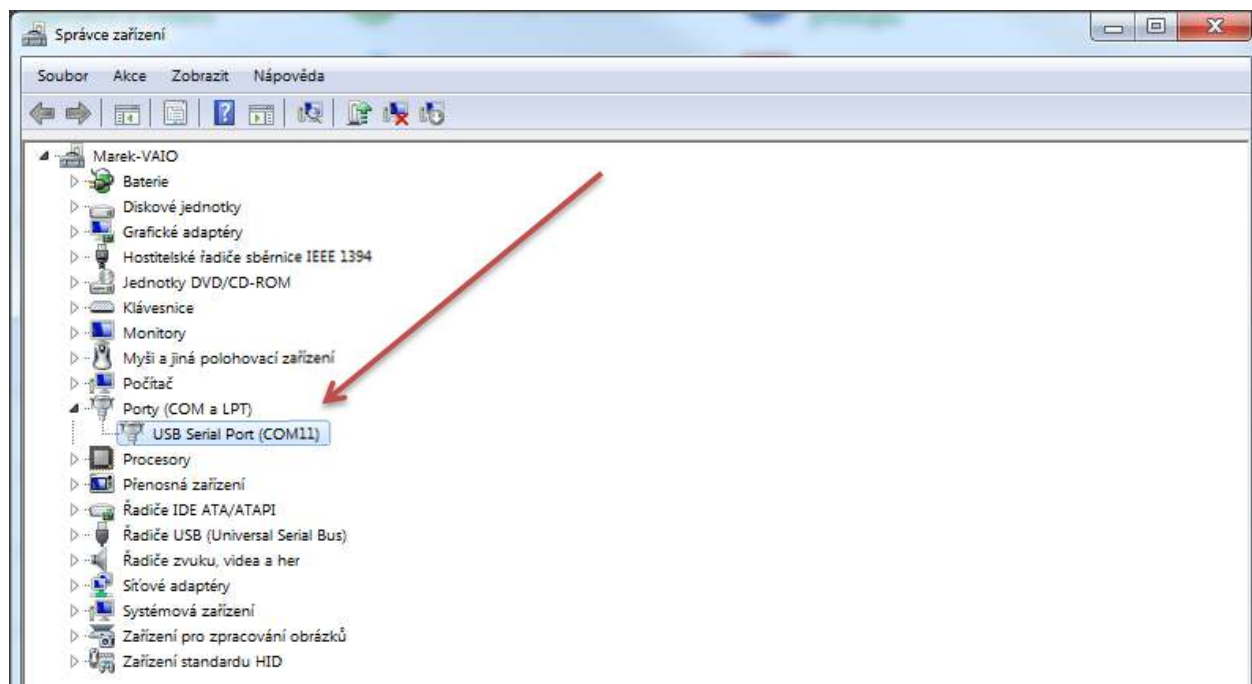 Správce zařízení
Soubor Akce Zobrazit Nápověda
Marek-VAIO
Baterie
Diskové jednotky
Grafické adaptéry
Hostitelské řadiče sběrnice IEEE 1394
Jednotky DVD/CD-ROM
Klávesnice
Monitory
Myši a jiná polohovací zařízení
Počítač
Porty (COM a LPT)
USB Serial Port (COM11)
Procesory
Přenosná zařízení
Řadiče IDE ATA/ATAPI
Řadiče USB (Universal Serial Bus)
Řadiče zvuku, videa a her
Síťové adaptéry
Systémová zařízení
Zařízení pro zpracování obrázků
Zařízení standardu HID